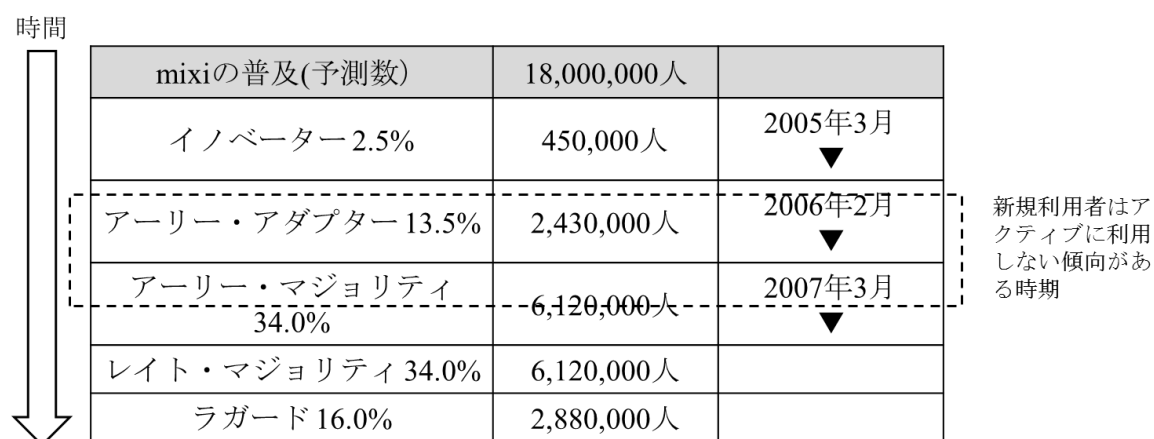 時間
mixiの普及(予測数） 18,000,000人
イノベーター 2.5% 450,000人 2005年3月
▼
アーリー・アダプター 13.5% 2,430,000人 2006年2月
▼
アーリー・マジョリティ
34.0% 6,120,000人 2007年3月
▼
レイト・マジョリティ 34.0% 6,120,000人
ラガード 16.0% 2,880,000人
新規利用者はア
クティブに利用
しない傾向があ
る時期